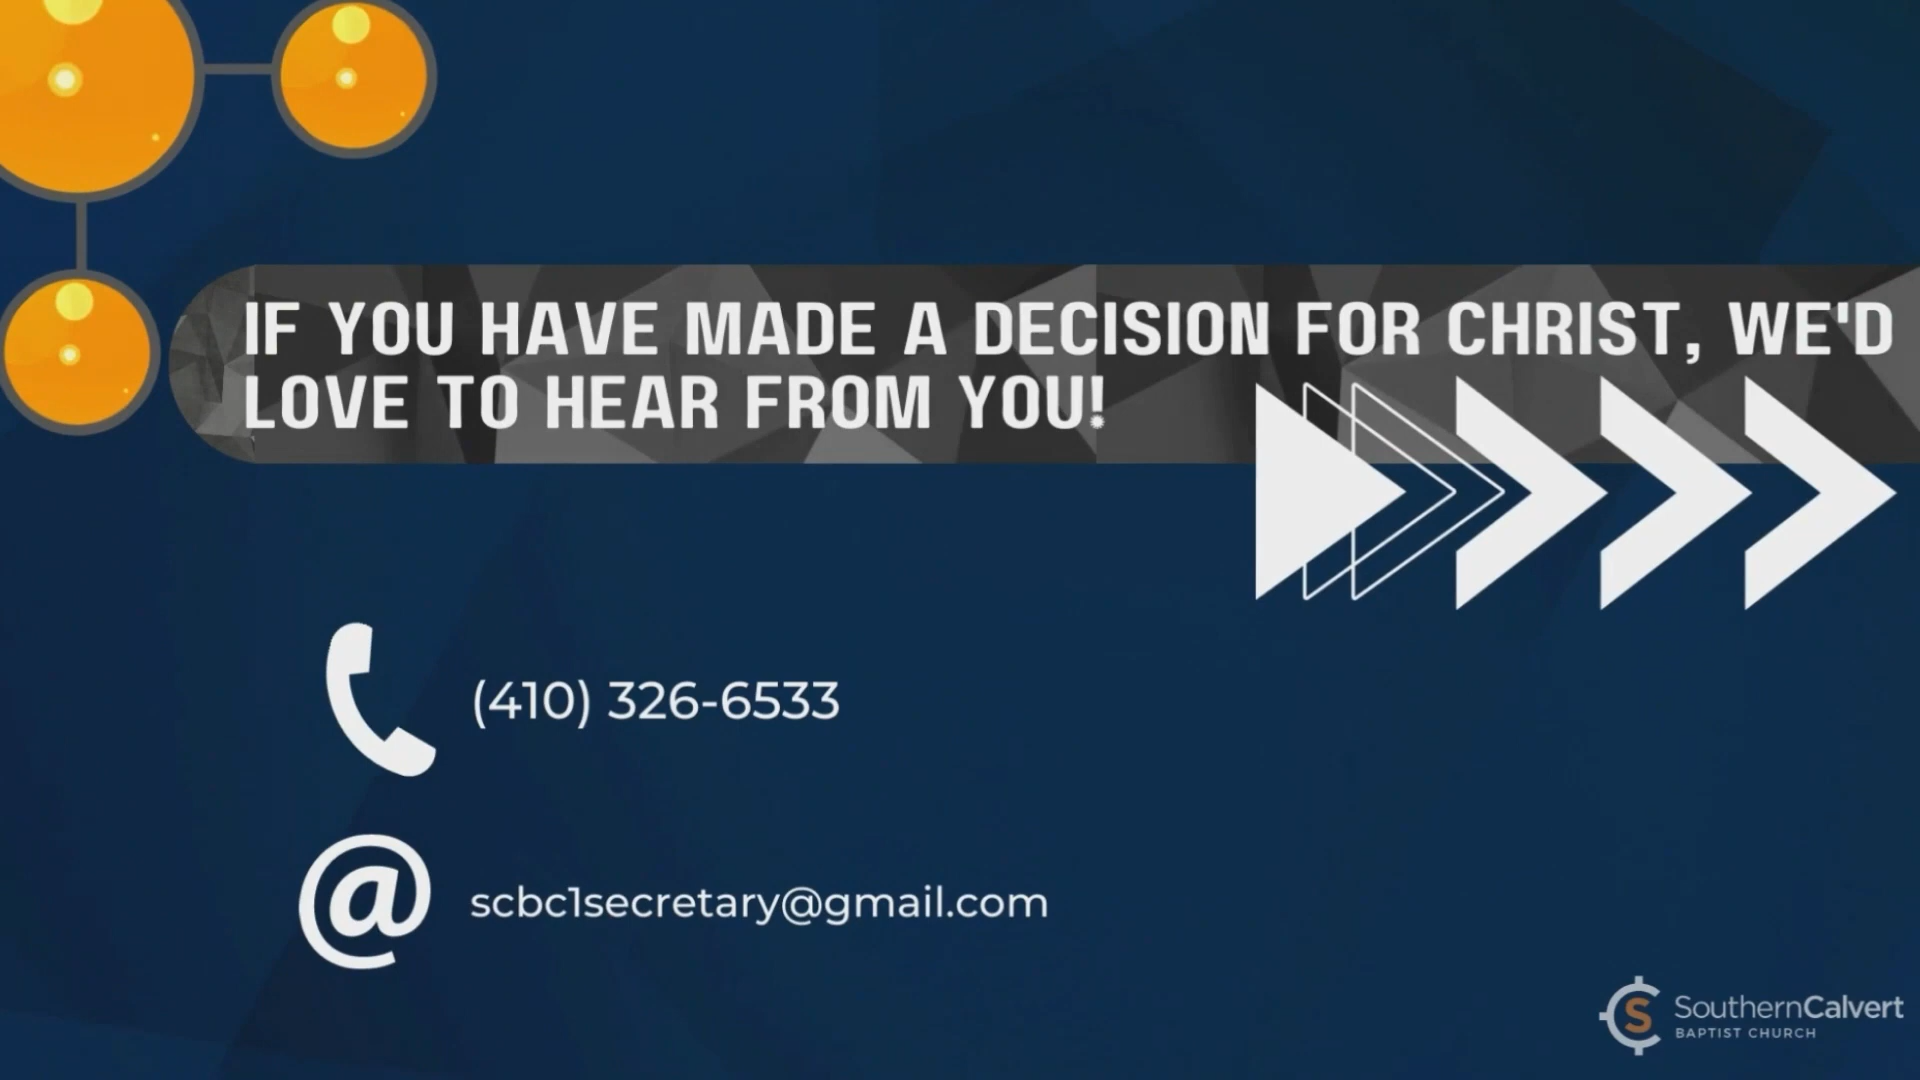 IF YOU HAVE MADE A DECISION FOR CHRIST, WE'D
LOVE TO HEAR FROM YOU!
(410) 326-6533
@
scbc1secretary@gmail.com
SouthernCalvert
BAPTIST CHURCH